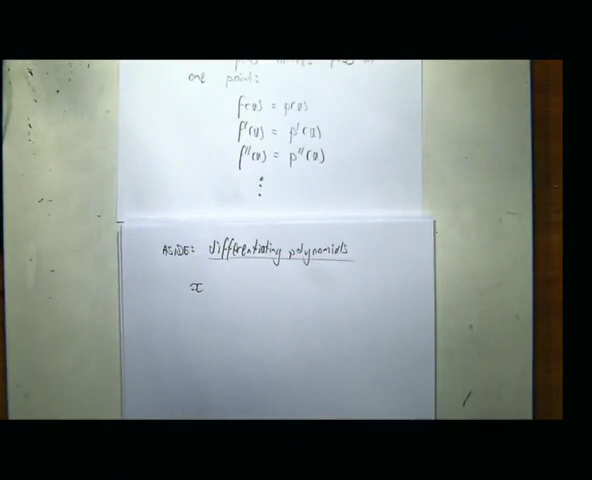 one point:
f(a) = p(a)
f'(a) = p'(a)
f''(a) = p''(a)
⋮
ASIDE: differentiating polynomials
x